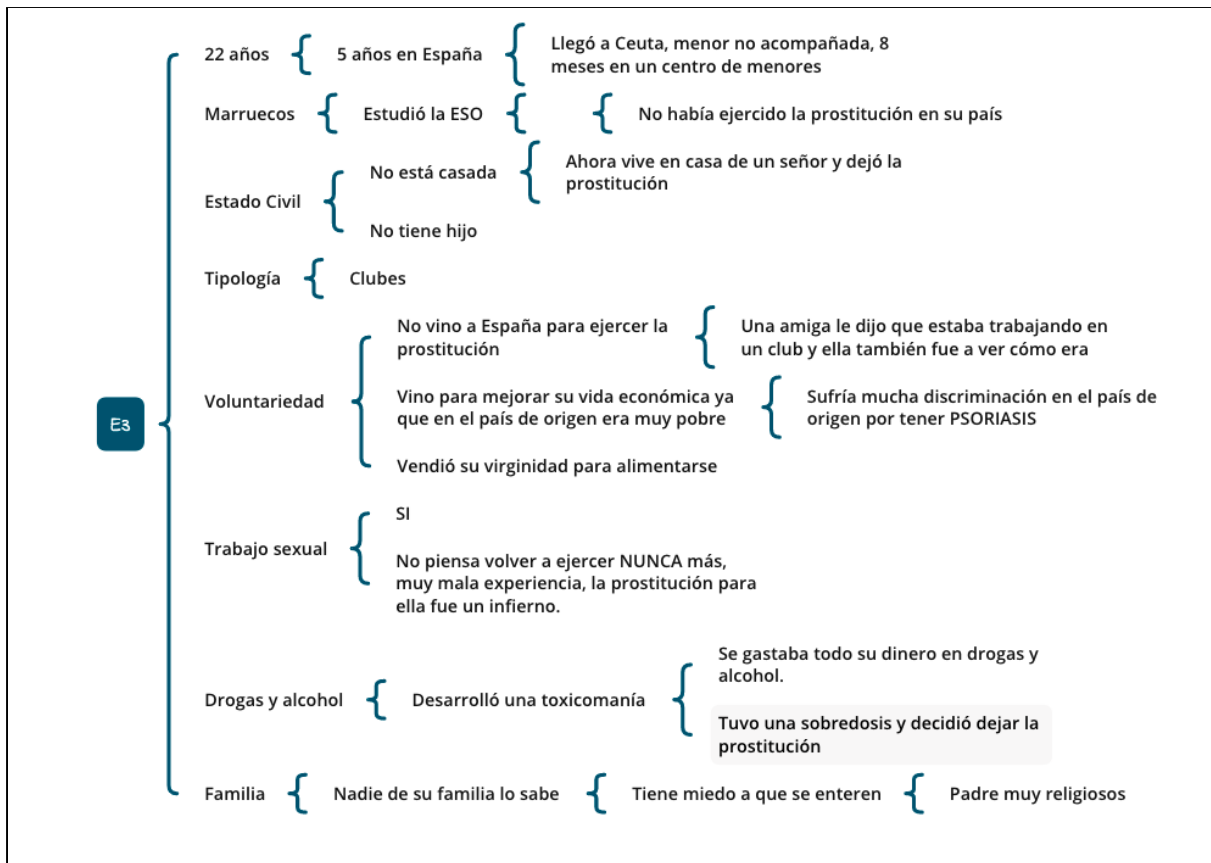 22 años
5 años en España
Llegó a Ceuta, menor no acompañada, 8
meses en un centro de menores
Marruecos
Estudió la ESO
No había ejercido la prostitución en su país
Estado Civil
No está casada
Ahora vive en casa de un señor y dejó la
prostitución
No tiene hijo
Tipología
Clubes
E3
Voluntariedad
No vino a España para ejercer la
prostitución
Una amiga le dijo que estaba trabajando en
un club y ella también fue a ver cómo era
Vino para mejorar su vida económica ya
que en el país de origen era muy pobre
Sufría mucha discriminación en el país de
origen por tener PSORIASIS
Vendió su virginidad para alimentarse
Trabajo sexual
SI
No piensa volver a ejercer NUNCA más,
muy mala experiencia, la prostitución para
ella fue un infierno.
Drogas y alcohol
Desarrolló una toxicomanía
Se gastaba todo su dinero en drogas y
alcohol.
Tuvo una sobredosis y decidió dejar la
prostitución
Familia
Nadie de su familia lo sabe
Tiene miedo a que se enteren
Padre muy religiosos